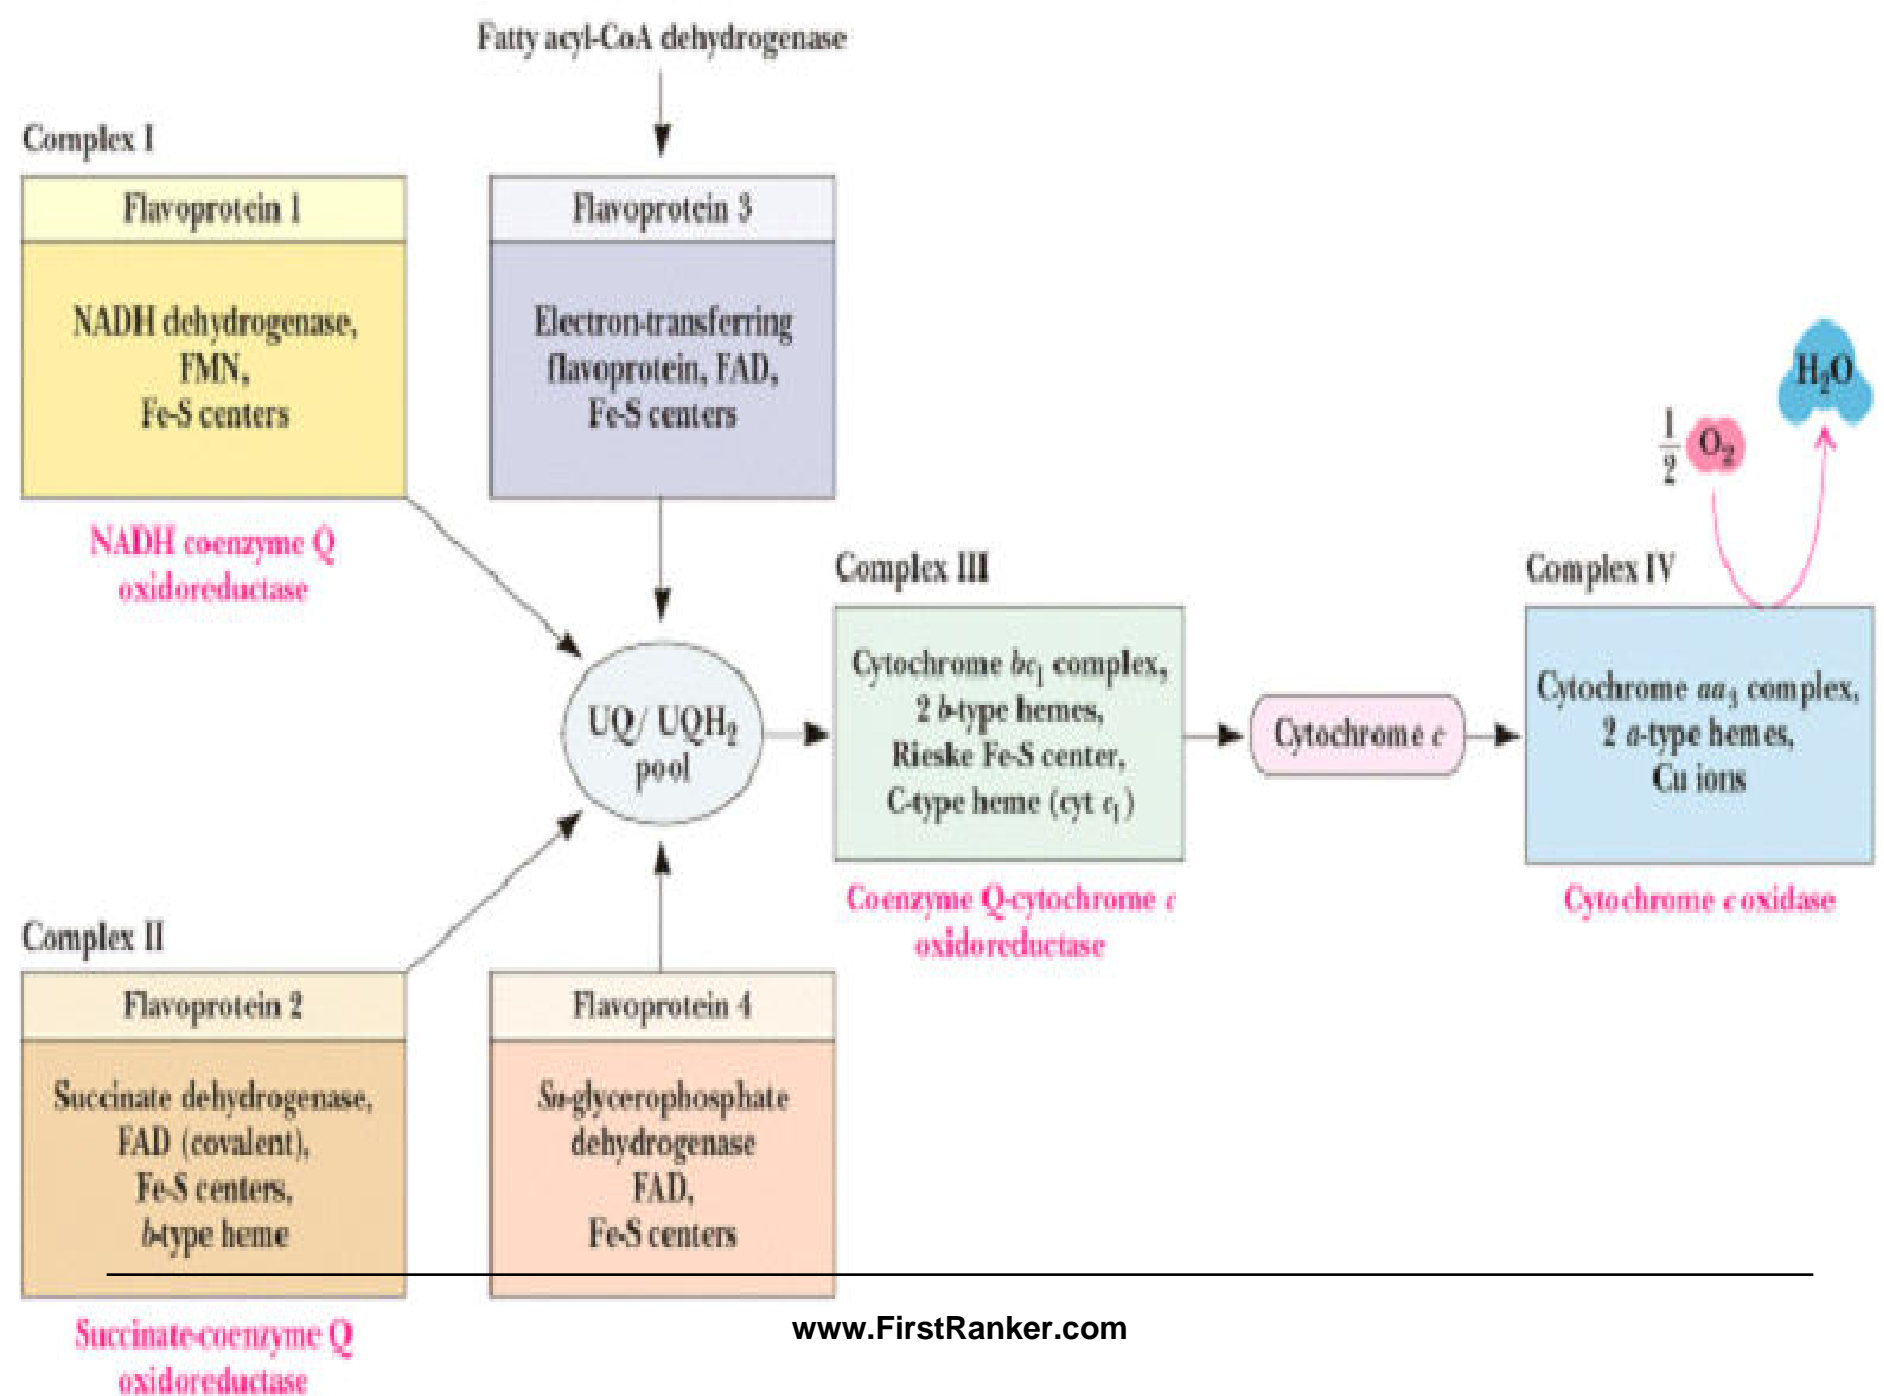 Fatty acyl-CoA dehydrogenase
Complex I
Flavoprotein 1
NADH dehydrogenase,
FMN,
Fe-S centers
NADH coenzyme Q
oxidoreductase
Flavoprotein 3
Electron-transferring
flavoprotein, FAD,
Fe-S centers
UQ/ UQH₂
pool
Complex II
Flavoprotein 2
Succinate dehydrogenase,
FAD (covalent),
Fe-S centers,
b-type heme
Succinate-coenzyme Q
oxidoreductase
Flavoprotein 4
Sn-glycerophosphate
dehydrogenase
FAD,
Fe-S centers
Complex III
Cytochrome bc₁ complex,
2 b-type hemes,
Rieske Fe-S center,
C-type heme (cyt c₁)
Coenzyme Q-cytochrome c
oxidoreductase
Cytochrome c
Complex IV
Cytochrome aa₃ complex,
2 a-type hemes,
Cu ions
Cytochrome c oxidase
1/2 O₂
H₂O
www.FirstRanker.com